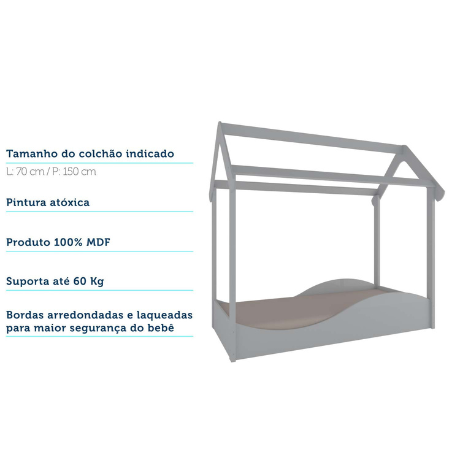 Tamanho do colchão indicado
L: 70 cm / P: 150 cm
Pintura atóxica
Produto 100% MDF
Suporta até 60 Kg
Bordas arredondadas e laqueadas
para maior segurança do bebê